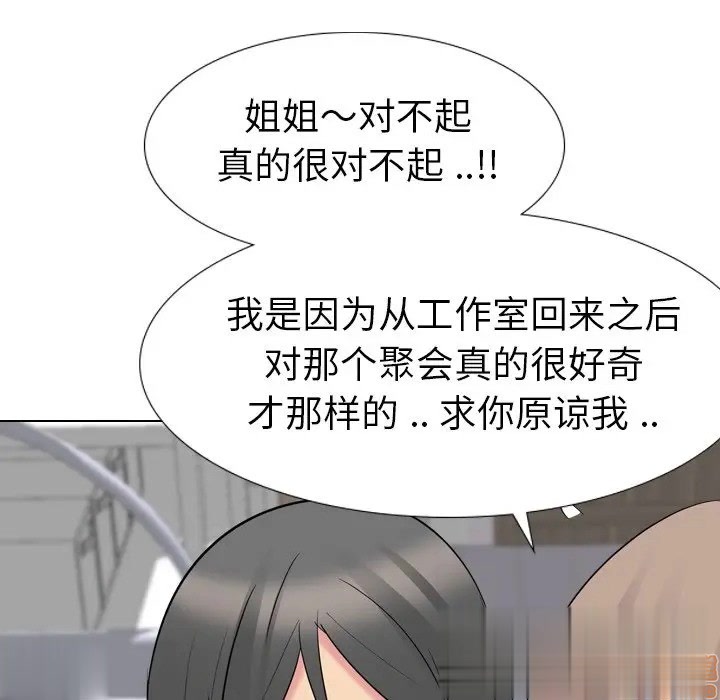 姐姐～对不起
真的很对不起 ..!!
我是因为从工作室回来之后
对那个聚会真的很好奇
才那样的 .. 求你原谅我 ..